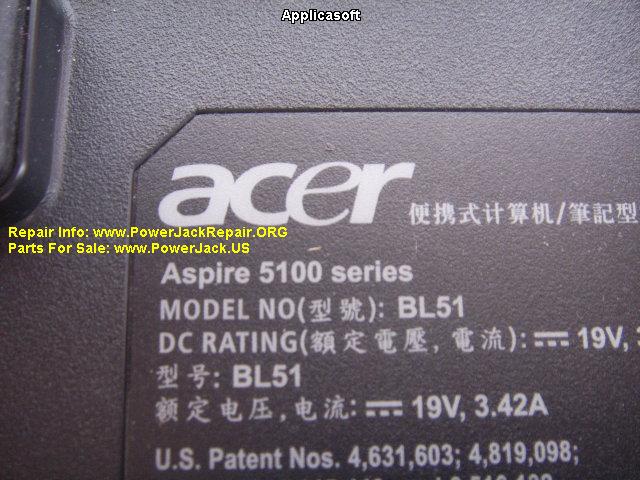 Applicasoft
acer 便携式计算机/筆記型
Repair Info: www.PowerJackRepair.ORG
Parts For Sale: www.PowerJack.US
Aspire 5100 series
MODEL NO(型號): BL51
DC RATING(額定電壓, 電流): ⎓ 19V,
型号: BL51
额定电压, 电流: ⎓ 19V, 3.42A
U.S. Patent Nos. 4,631,603; 4,819,098;